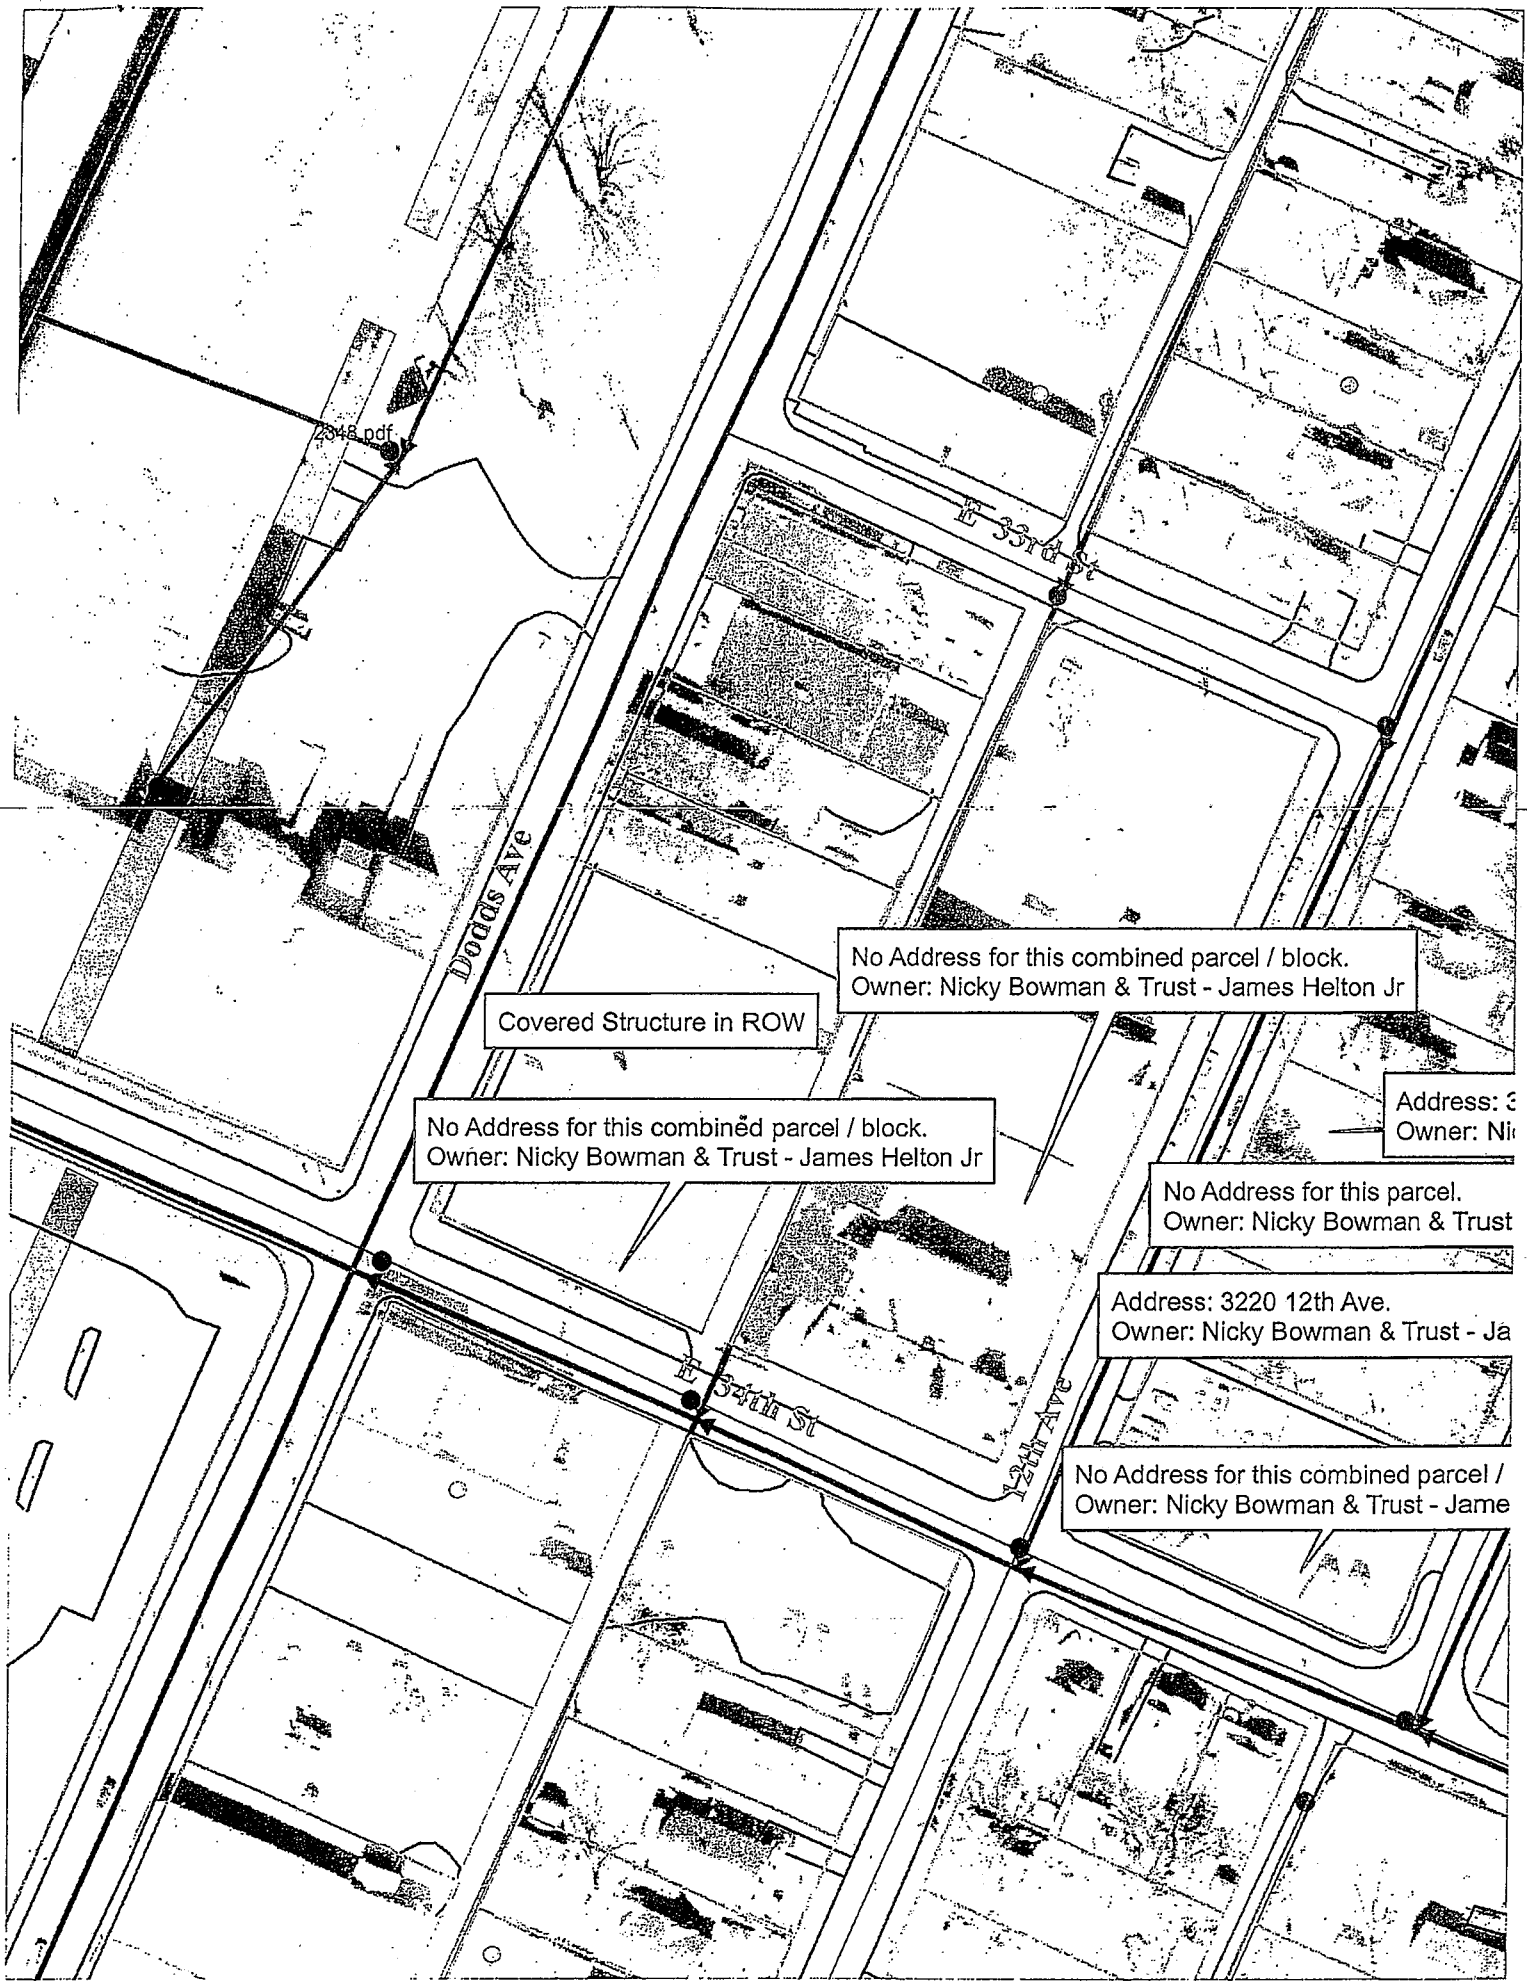 2348.pdf
E 33rd St
Dodds Ave
No Address for this combined parcel / block.
Owner: Nicky Bowman & Trust - James Helton Jr
Covered Structure in ROW
Address: 3
Owner: Nic
No Address for this combined parcel / block.
Owner: Nicky Bowman & Trust - James Helton Jr
No Address for this parcel.
Owner: Nicky Bowman & Trust
Address: 3220 12th Ave.
Owner: Nicky Bowman & Trust - Ja
E 34th St
12th Ave
No Address for this combined parcel /
Owner: Nicky Bowman & Trust - Jame